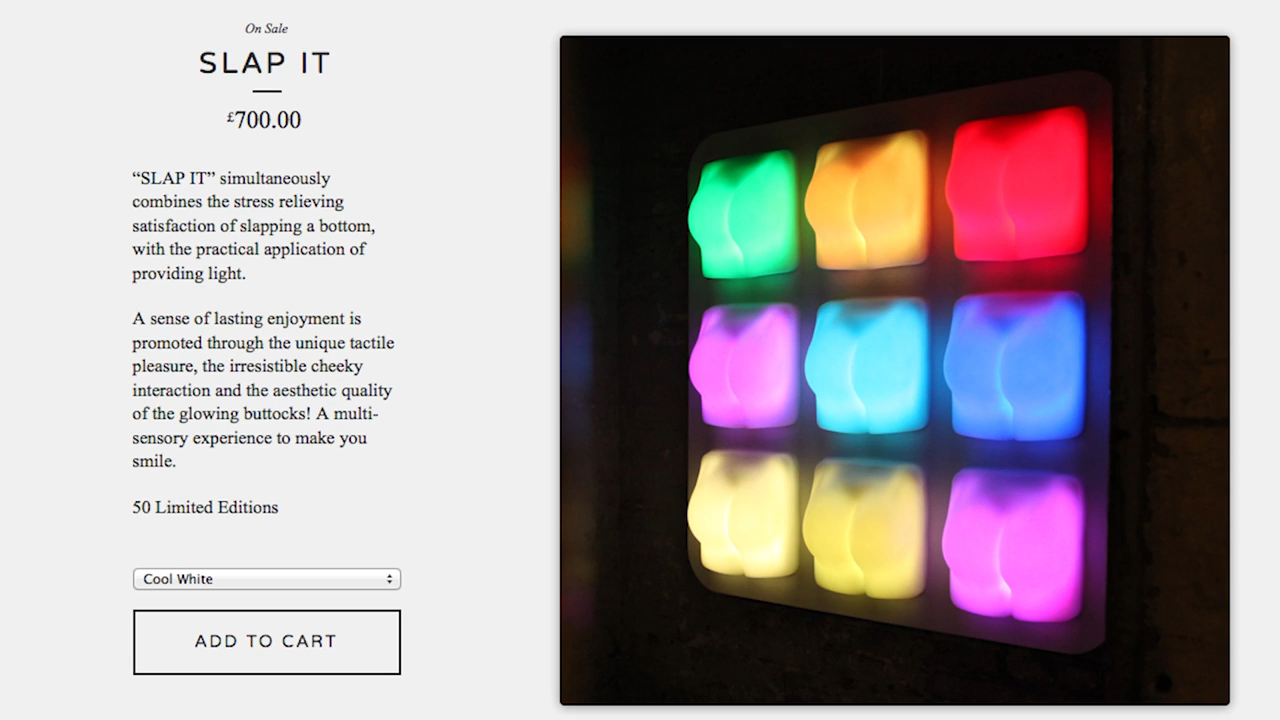 On Sale
SLAP IT
£700.00
“SLAP IT” simultaneously
combines the stress relieving
satisfaction of slapping a bottom,
with the practical application of
providing light.
A sense of lasting enjoyment is
promoted through the unique tactile
pleasure, the irresistible cheeky
interaction and the aesthetic quality
of the glowing buttocks! A multi-
sensory experience to make you
smile.
50 Limited Editions
Cool White
ADD TO CART